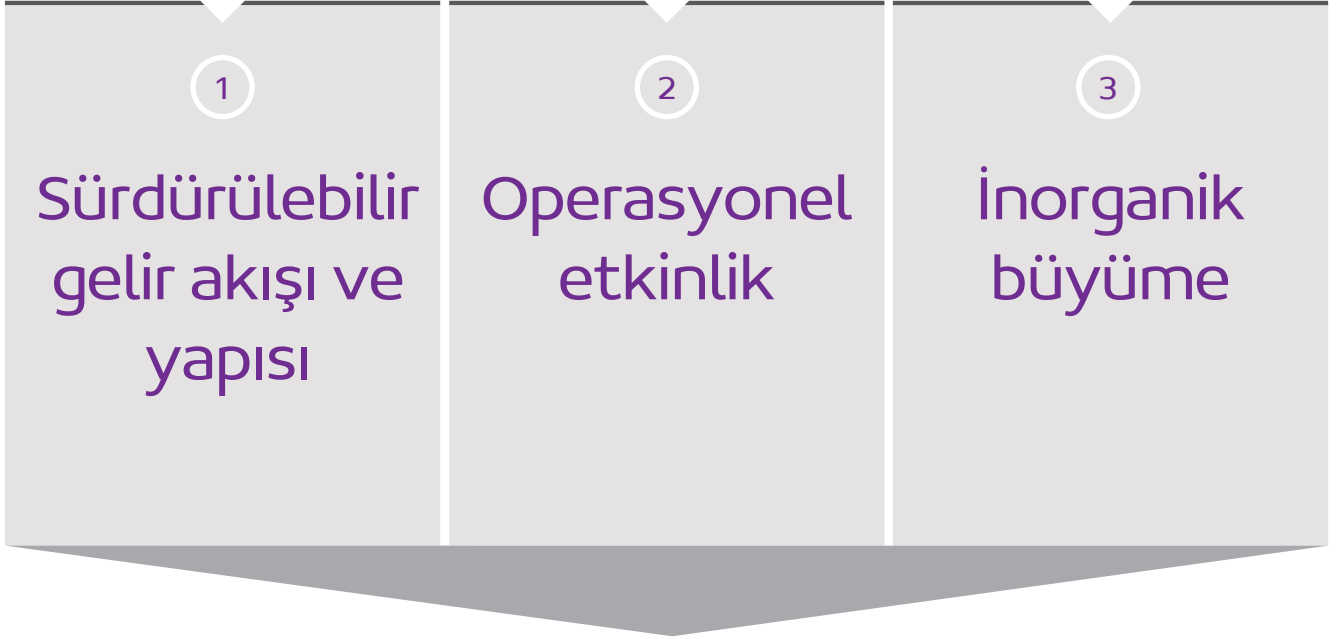 1
Sürdürülebilir
gelir akışı ve
yapısı
2
Operasyonel
etkinlik
3
İnorganik
büyüme